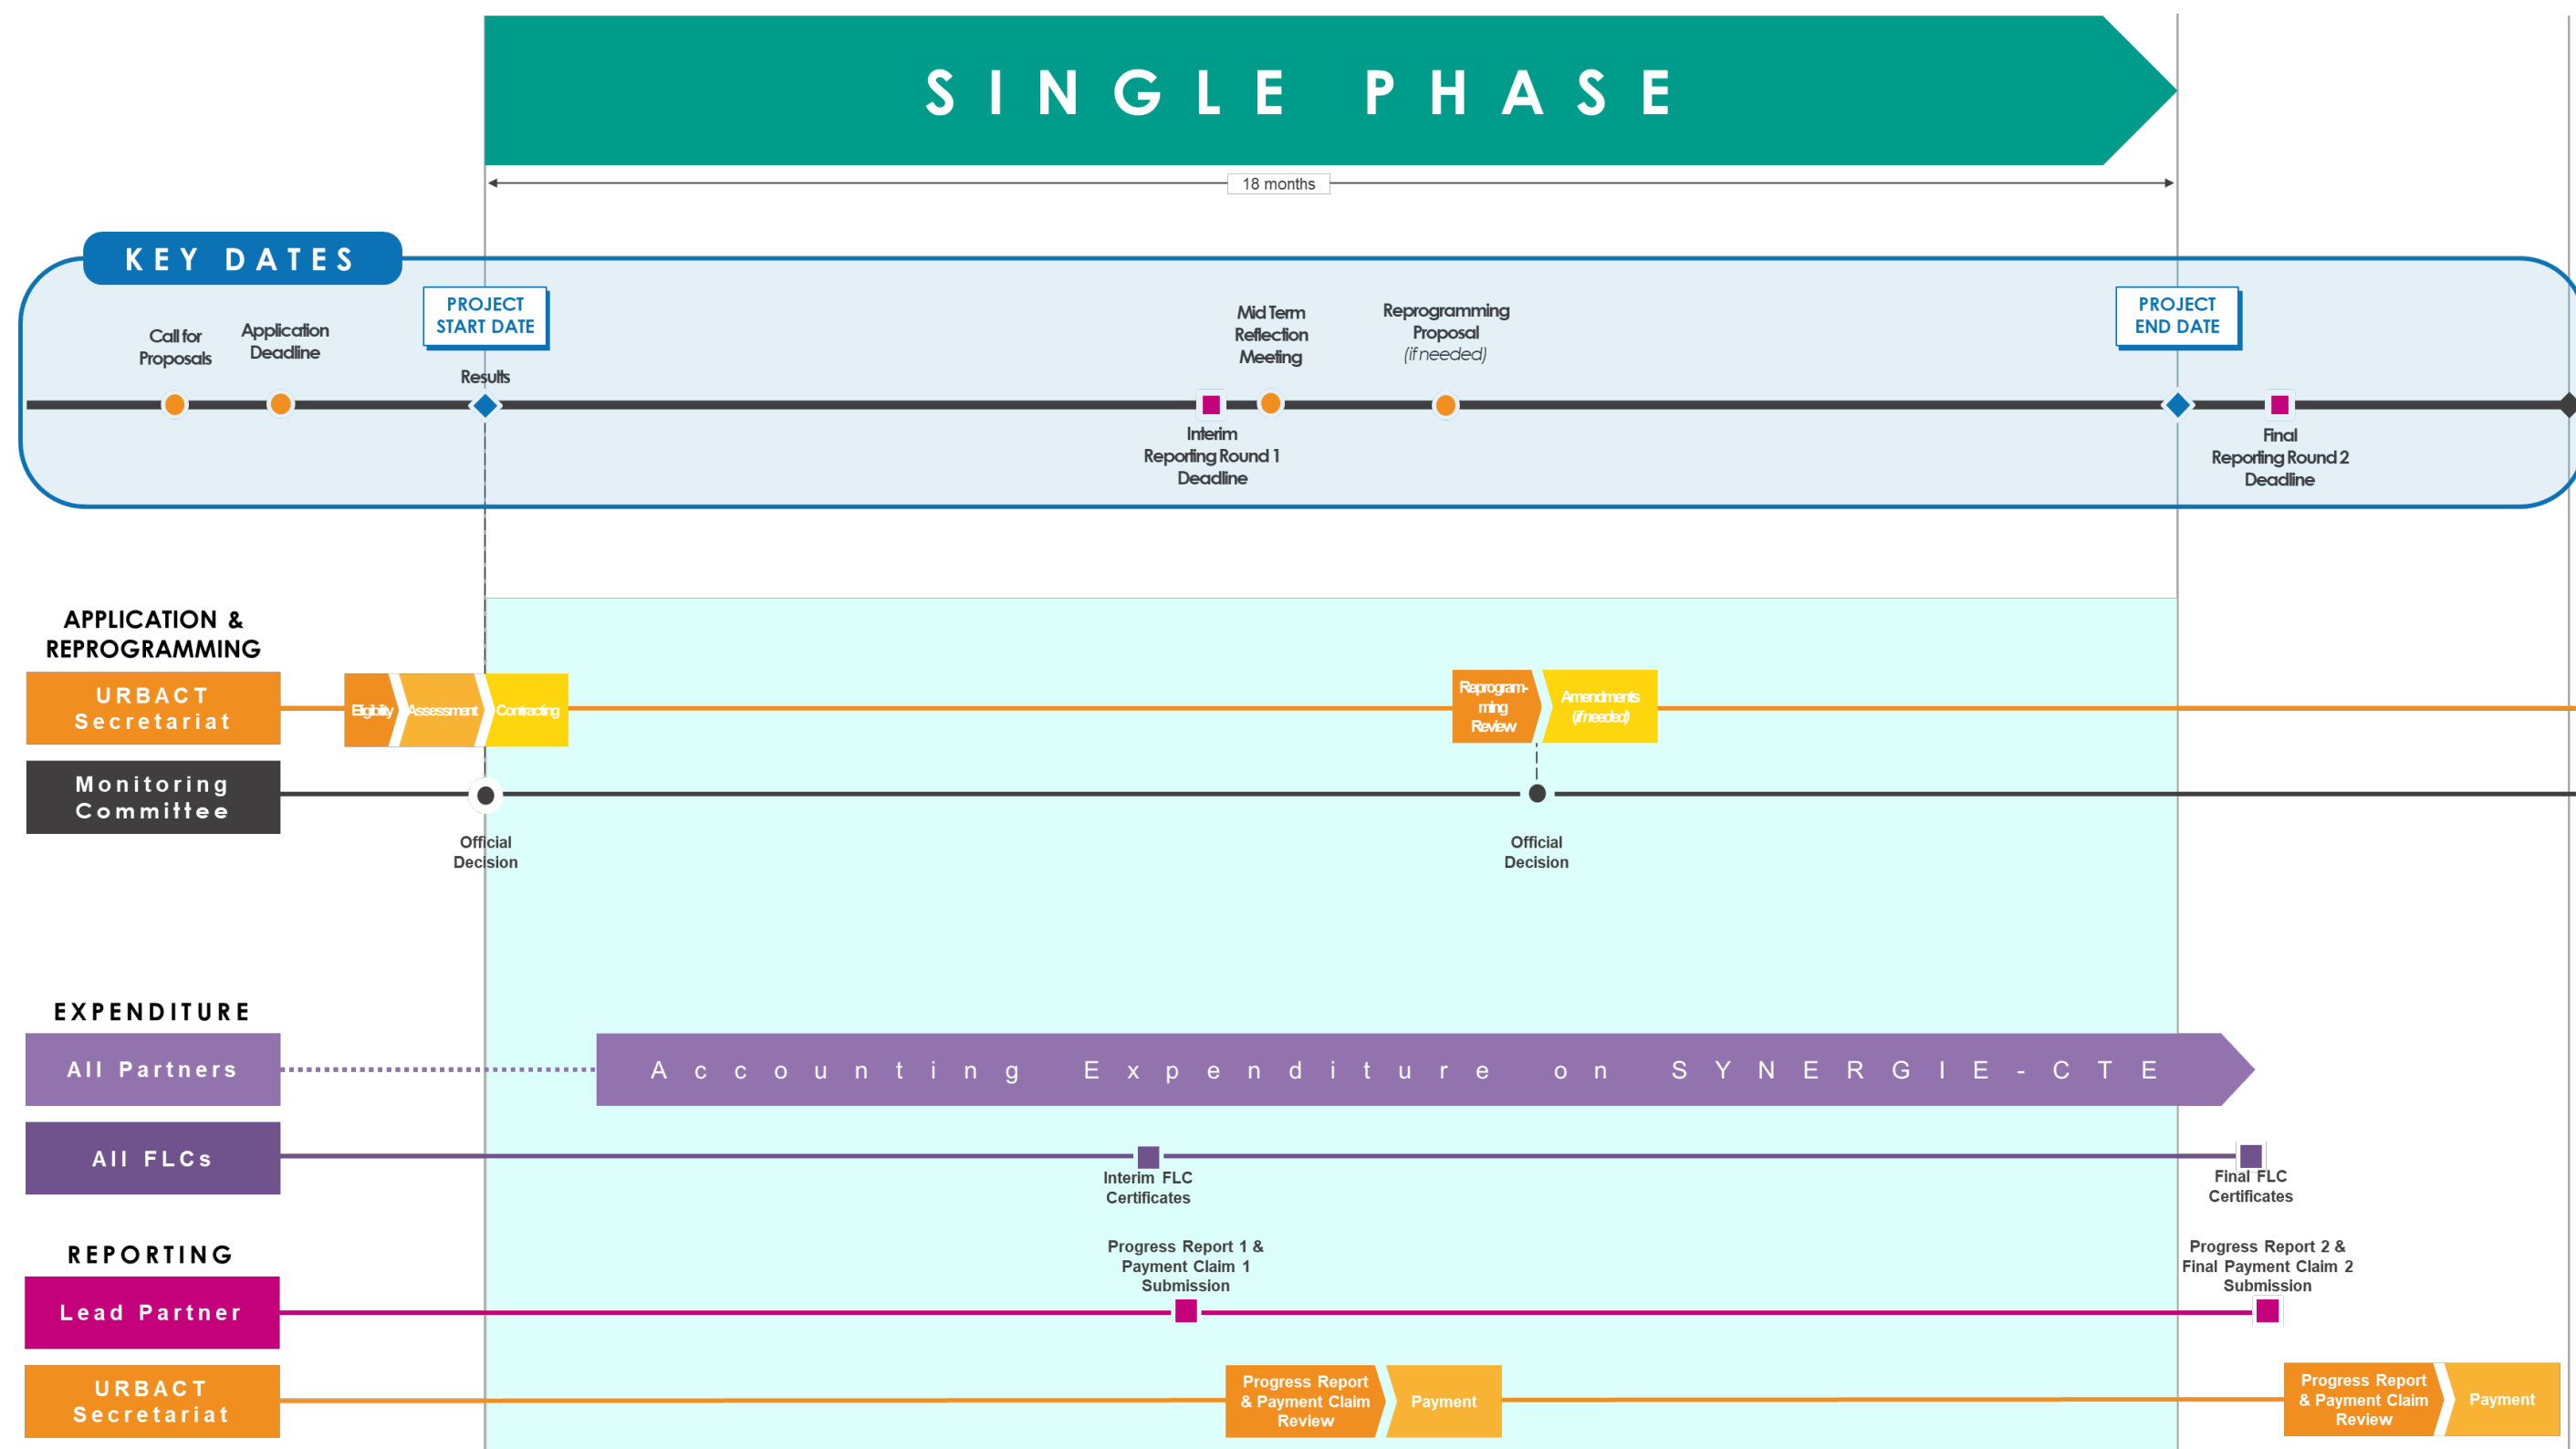 SINGLE PHASE
18 months
KEY DATES
Call for
Proposals
Application
Deadline
PROJECT
START DATE
Results
Mid Term
Reflection
Meeting
Reprogramming
Proposal
(if needed)
PROJECT
END DATE
Interim
Reporting Round 1
Deadline
Final
Reporting Round 2
Deadline
APPLICATION &
REPROGRAMMING
URBACT
Secretariat
Eligibility
Assessment
Contracting
Reprogram-
ming
Review
Amendments
(if needed)
Monitoring
Committee
Official
Decision
Official
Decision
EXPENDITURE
All Partners
Accounting Expenditure on SYNERGIE-CTE
All FLCs
Interim FLC
Certificates
Final FLC
Certificates
REPORTING
Lead Partner
Progress Report 1 &
Payment Claim 1
Submission
Progress Report 2 &
Final Payment Claim 2
Submission
URBACT
Secretariat
Progress Report
& Payment Claim
Review
Payment
Progress Report
& Payment Claim
Review
Payment